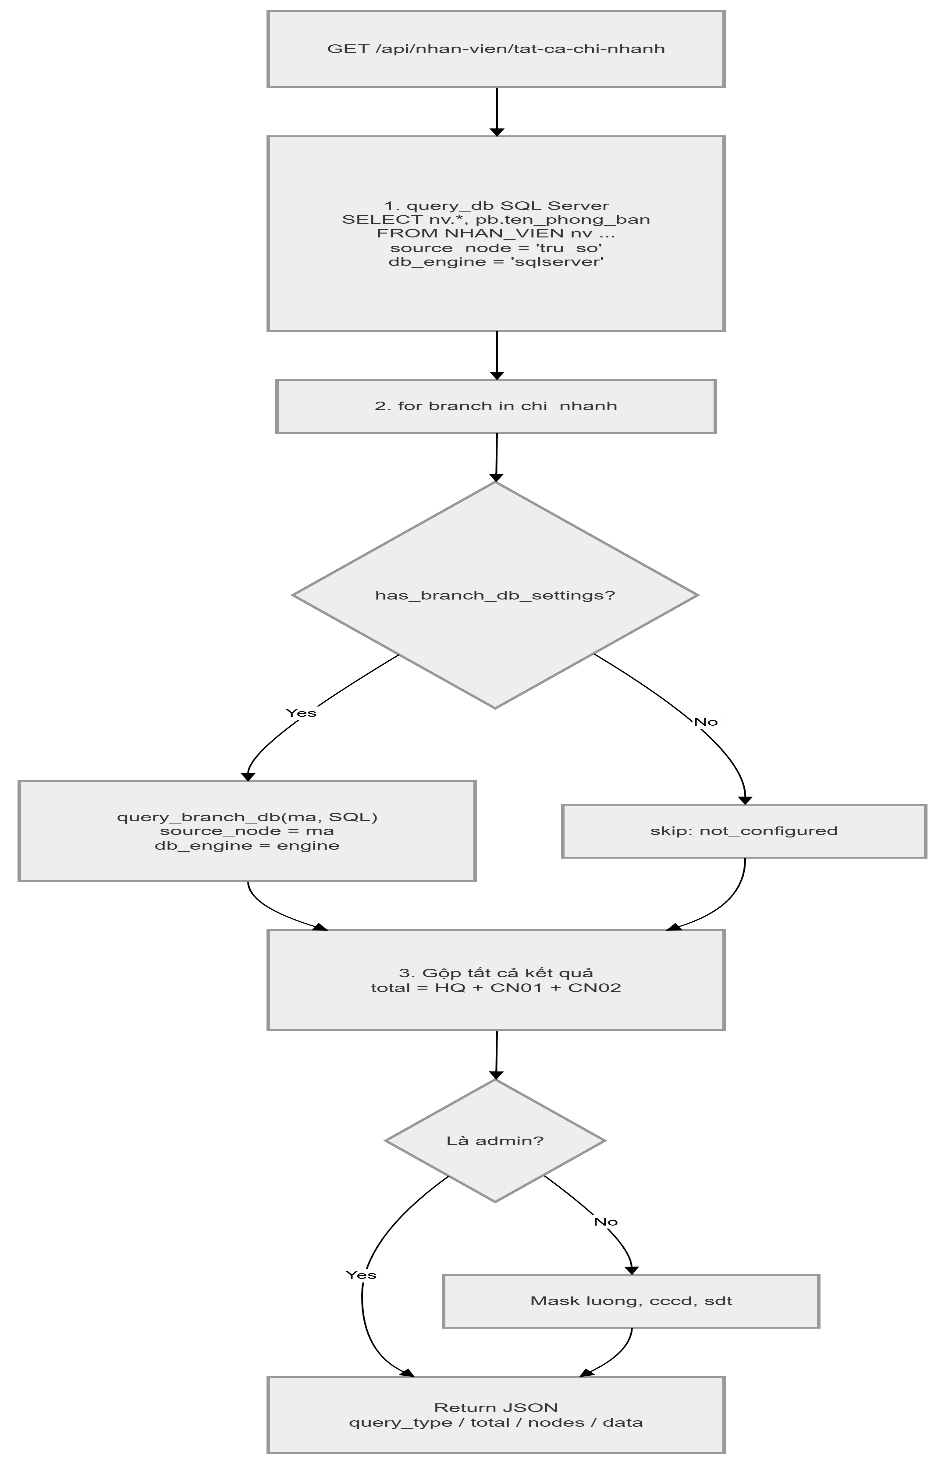 GET /api/nhan-vien/tat-ca-chi-nhanh
1. query_db SQL Server
SELECT nv.*, pb.ten_phong_ban
FROM NHAN_VIEN nv ...
source_node = 'tru_so'
db_engine = 'sqlserver'
2. for branch in chi_nhanh
has_branch_db_settings?
Yes
No
query_branch_db(ma, SQL)
source_node = ma
db_engine = engine
skip: not_configured
3. Gộp tất cả kết quả
total = HQ + CN01 + CN02
Là admin?
No
Yes
Mask luong, cccd, sdt
Return JSON
query_type / total / nodes / data